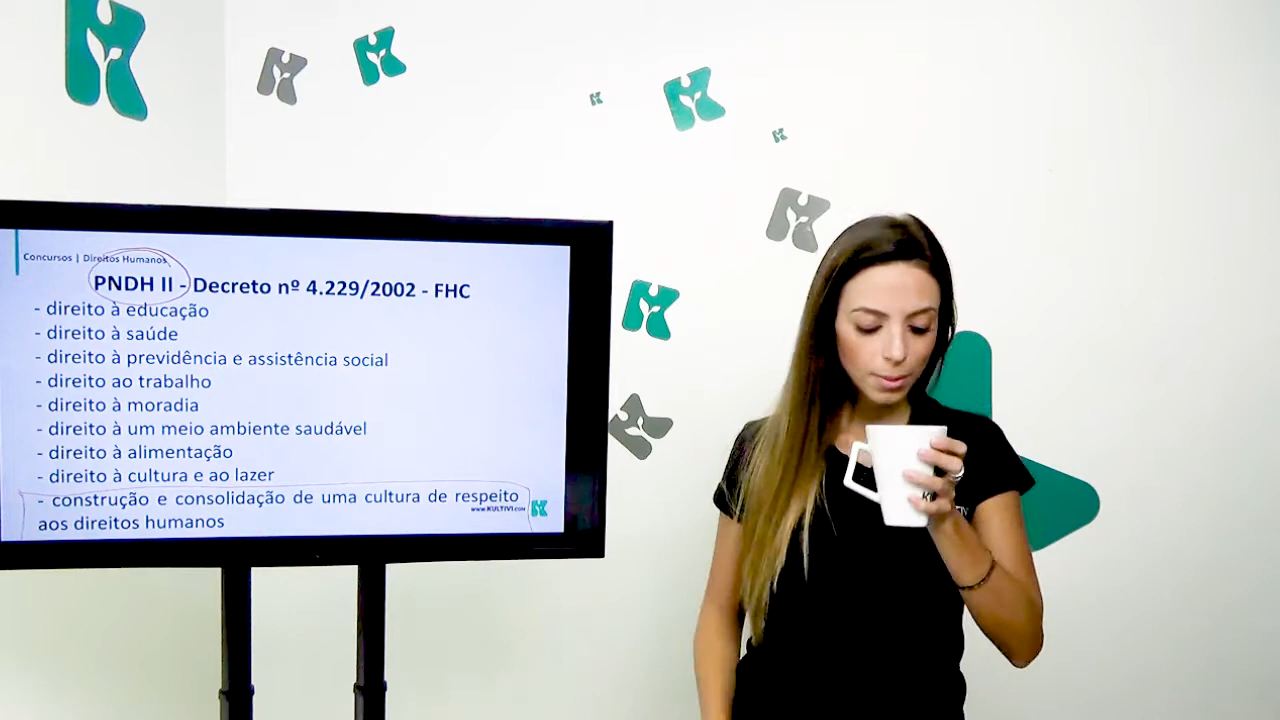 Concursos | Direitos Humanos
PNDH II - Decreto nº 4.229/2002 - FHC
- direito à educação
- direito à saúde
- direito à previdência e assistência social
- direito ao trabalho
- direito à moradia
- direito à um meio ambiente saudável
- direito à alimentação
- direito à cultura e ao lazer
- construção e consolidação de uma cultura de respeito
aos direitos humanos
www.KULTIVI.com